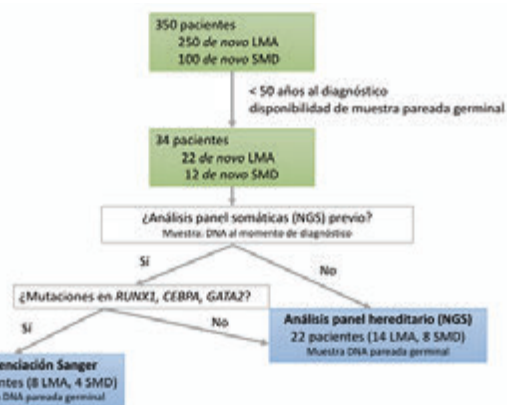 350 pacientes
250 de novo LMA
100 de novo SMD
< 50 años al diagnóstico
disponibilidad de muestra pareada germinal
34 pacientes
22 de novo LMA
12 de novo SMD
¿Análisis panel somáticas (NGS) previo?
Muestra: DNA al momento de diagnóstico
Sí
No
¿Mutaciones en RUNX1, CEBPA, GATA2?
Sí
No
Análisis panel hereditario (NGS)
22 pacientes (14 LMA, 8 SMD)
Muestra DNA pareada germinal
enciación Sanger
ntes (8 LMA, 4 SMD)
DNA pareada germinal